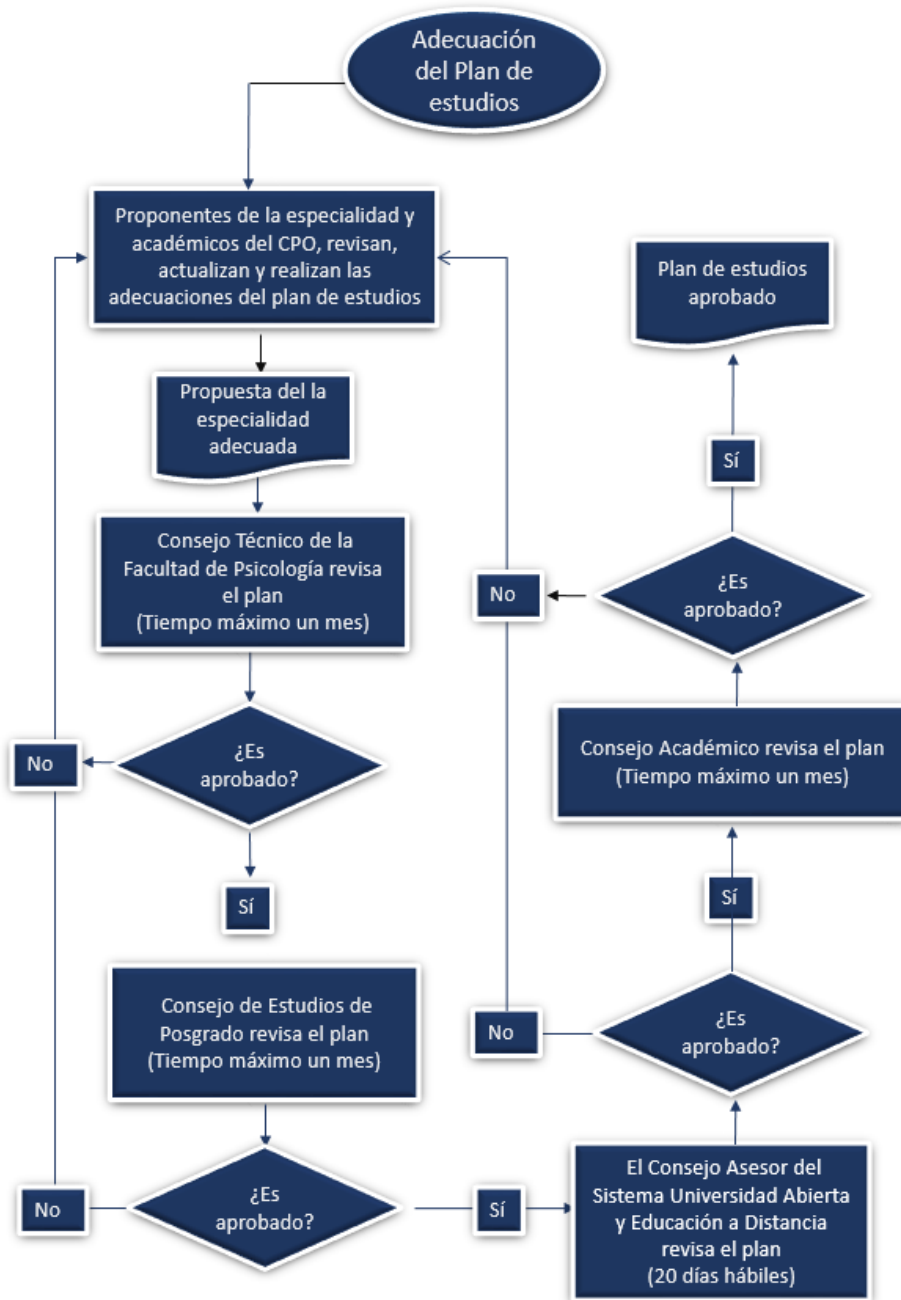 Adecuación
del Plan de
estudios
Proponentes de la especialidad y
académicos del CPO, revisan,
actualizan y realizan las
adecuaciones del plan de estudios
Propuesta del la
especialidad
adecuada
Consejo Técnico de la
Facultad de Psicología revisa
el plan
(Tiempo máximo un mes)
¿Es
aprobado?
No
Sí
Consejo de Estudios de
Posgrado revisa el plan
(Tiempo máximo un mes)
¿Es
aprobado?
No
Sí
El Consejo Asesor del
Sistema Universidad Abierta
y Educación a Distancia
revisa el plan
(20 días hábiles)
¿Es
aprobado?
No
Sí
Consejo Académico revisa el plan
(Tiempo máximo un mes)
¿Es
aprobado?
No
Sí
Plan de estudios
aprobado